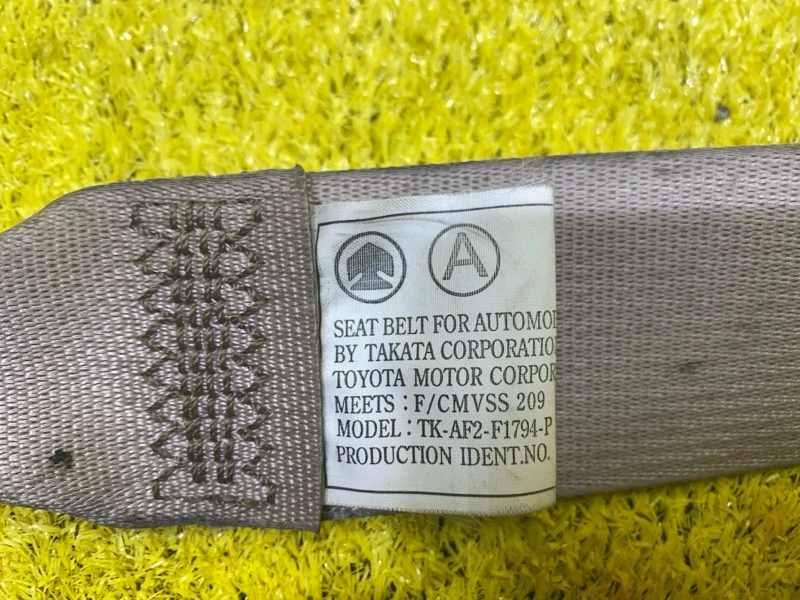 A
SEAT BELT FOR AUTOMO
BY TAKATA CORPORATIO
TOYOTA MOTOR CORPOR
MEETS : F/CMVSS 209
MODEL : TK-AF2-F1794-P
PRODUCTION IDENT.NO.